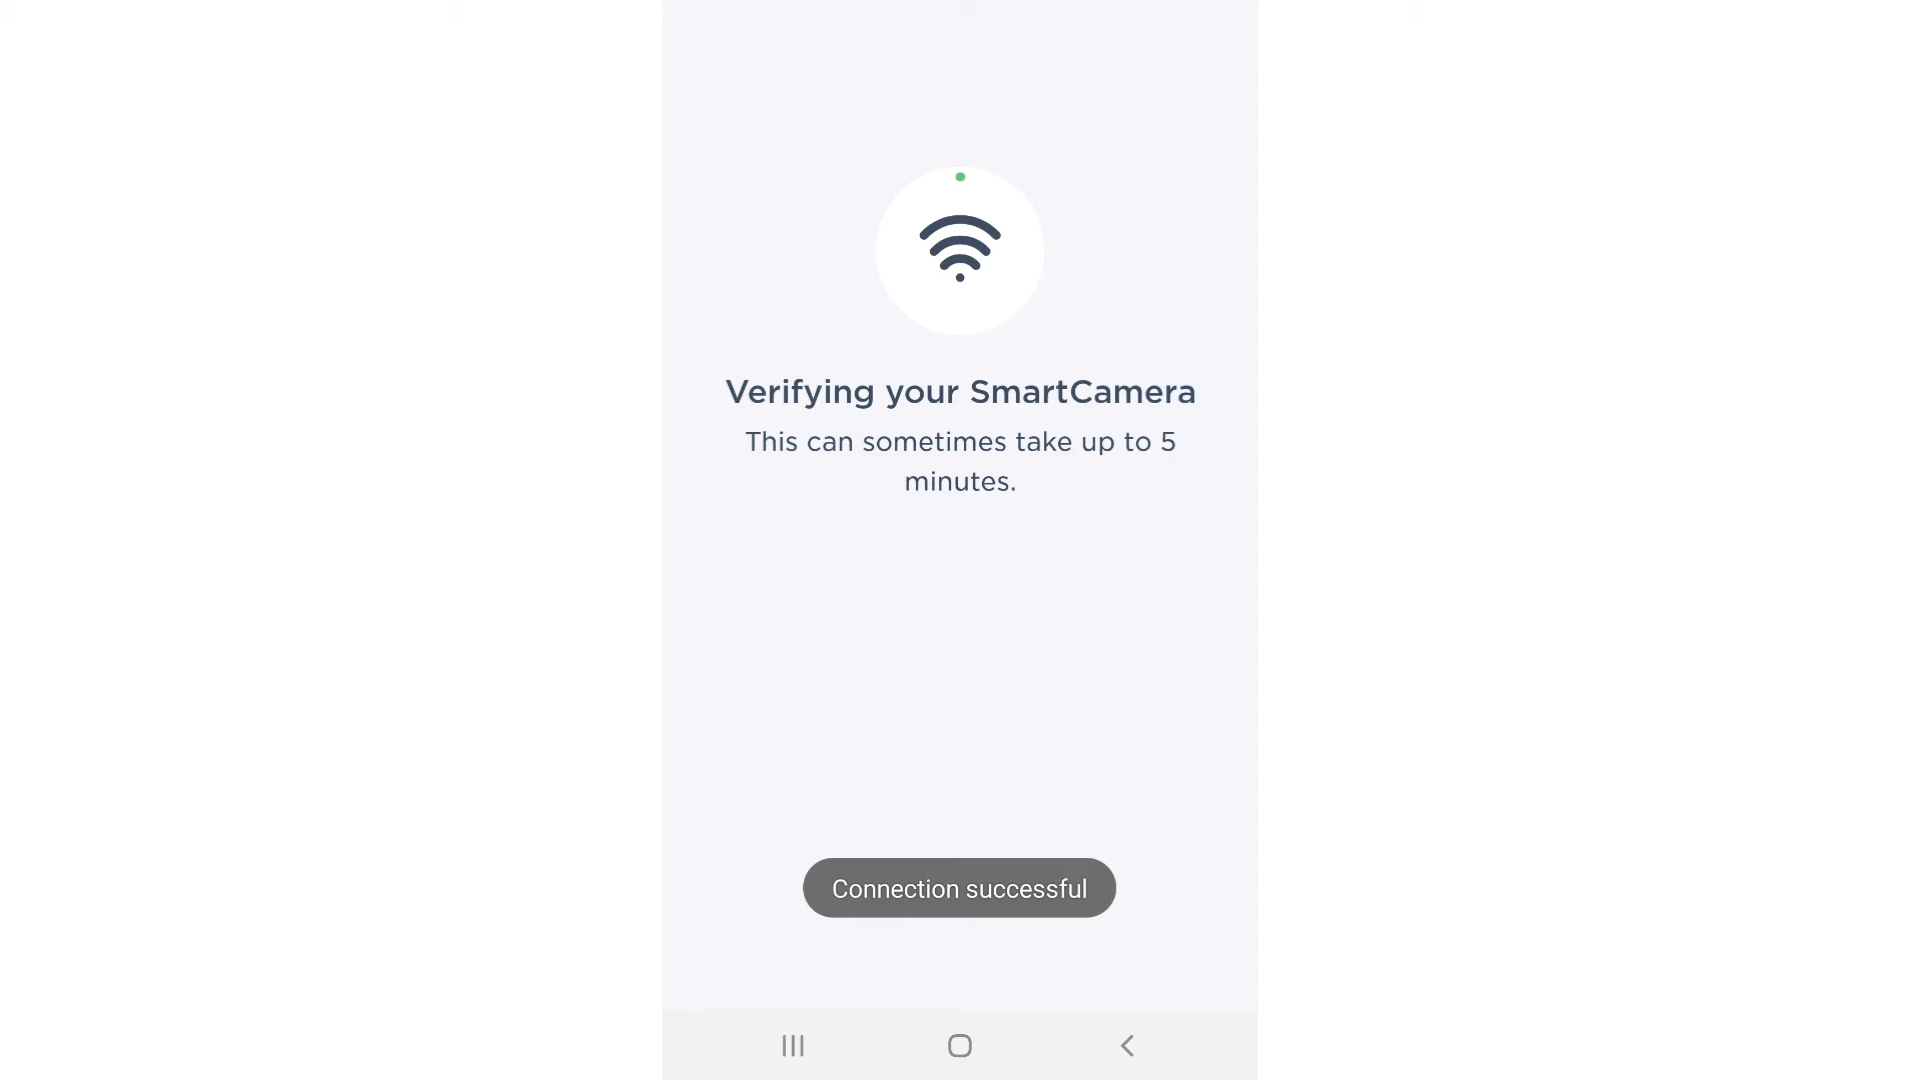 Verifying your SmartCamera
This can sometimes take up to 5
minutes.
Connection successful